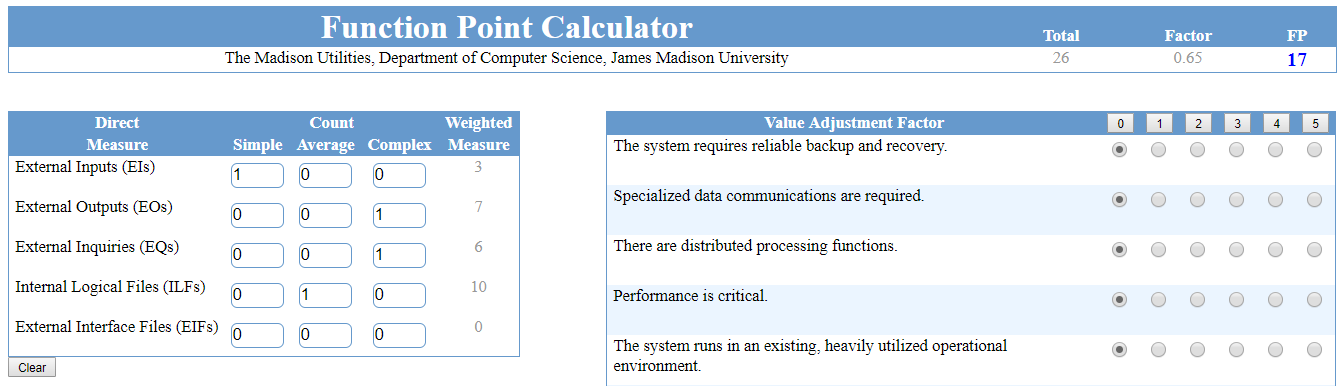 Function Point Calculator
Total Factor FP
The Madison Utilities, Department of Computer Science, James Madison University 26 0.65 17
Direct Count Weighted
Measure Simple Average Complex Measure
External Inputs (EIs) 1 0 0 3
External Outputs (EOs) 0 0 1 7
External Inquiries (EQs) 0 0 1 6
Internal Logical Files (ILFs) 0 1 0 10
External Interface Files (EIFs) 0 0 0 0
Clear
Value Adjustment Factor 0 1 2 3 4 5
The system requires reliable backup and recovery.
Specialized data communications are required.
There are distributed processing functions.
Performance is critical.
The system runs in an existing, heavily utilized operational
environment.